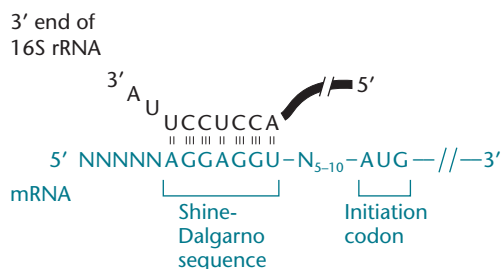 3′ end of
16S rRNA
3′ A U UCCUCCA 5′
5′ NNNNNAGGAGGU–N5–10–AUG—//—3′
mRNA
Shine-
Dalgarno
sequence
Initiation
codon